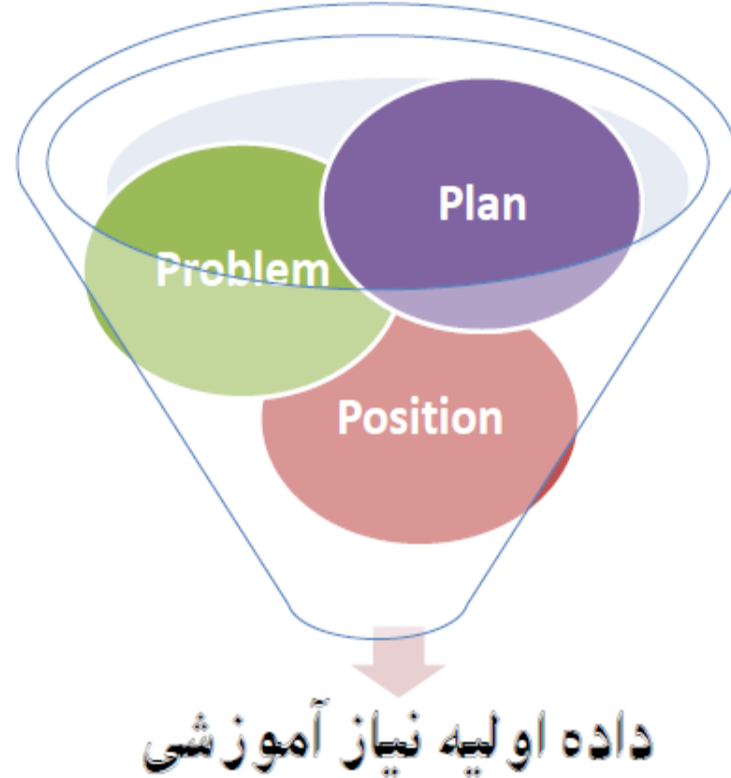 Plan
Problem
Position
داده اولیه نیاز آموزشی